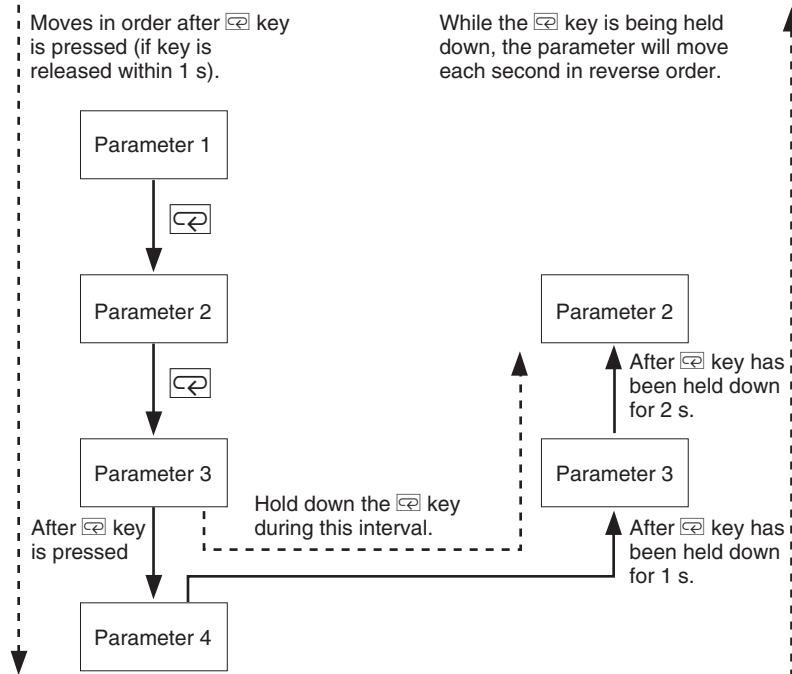 Moves in order after key
is pressed (if key is
released within 1 s).
While the key is being held
down, the parameter will move
each second in reverse order.
Parameter 1
Parameter 2
Parameter 2
After key has
been held down
for 2 s.
Parameter 3
Parameter 3
Hold down the key
during this interval.
After key
is pressed
After key has
been held down
for 1 s.
Parameter 4